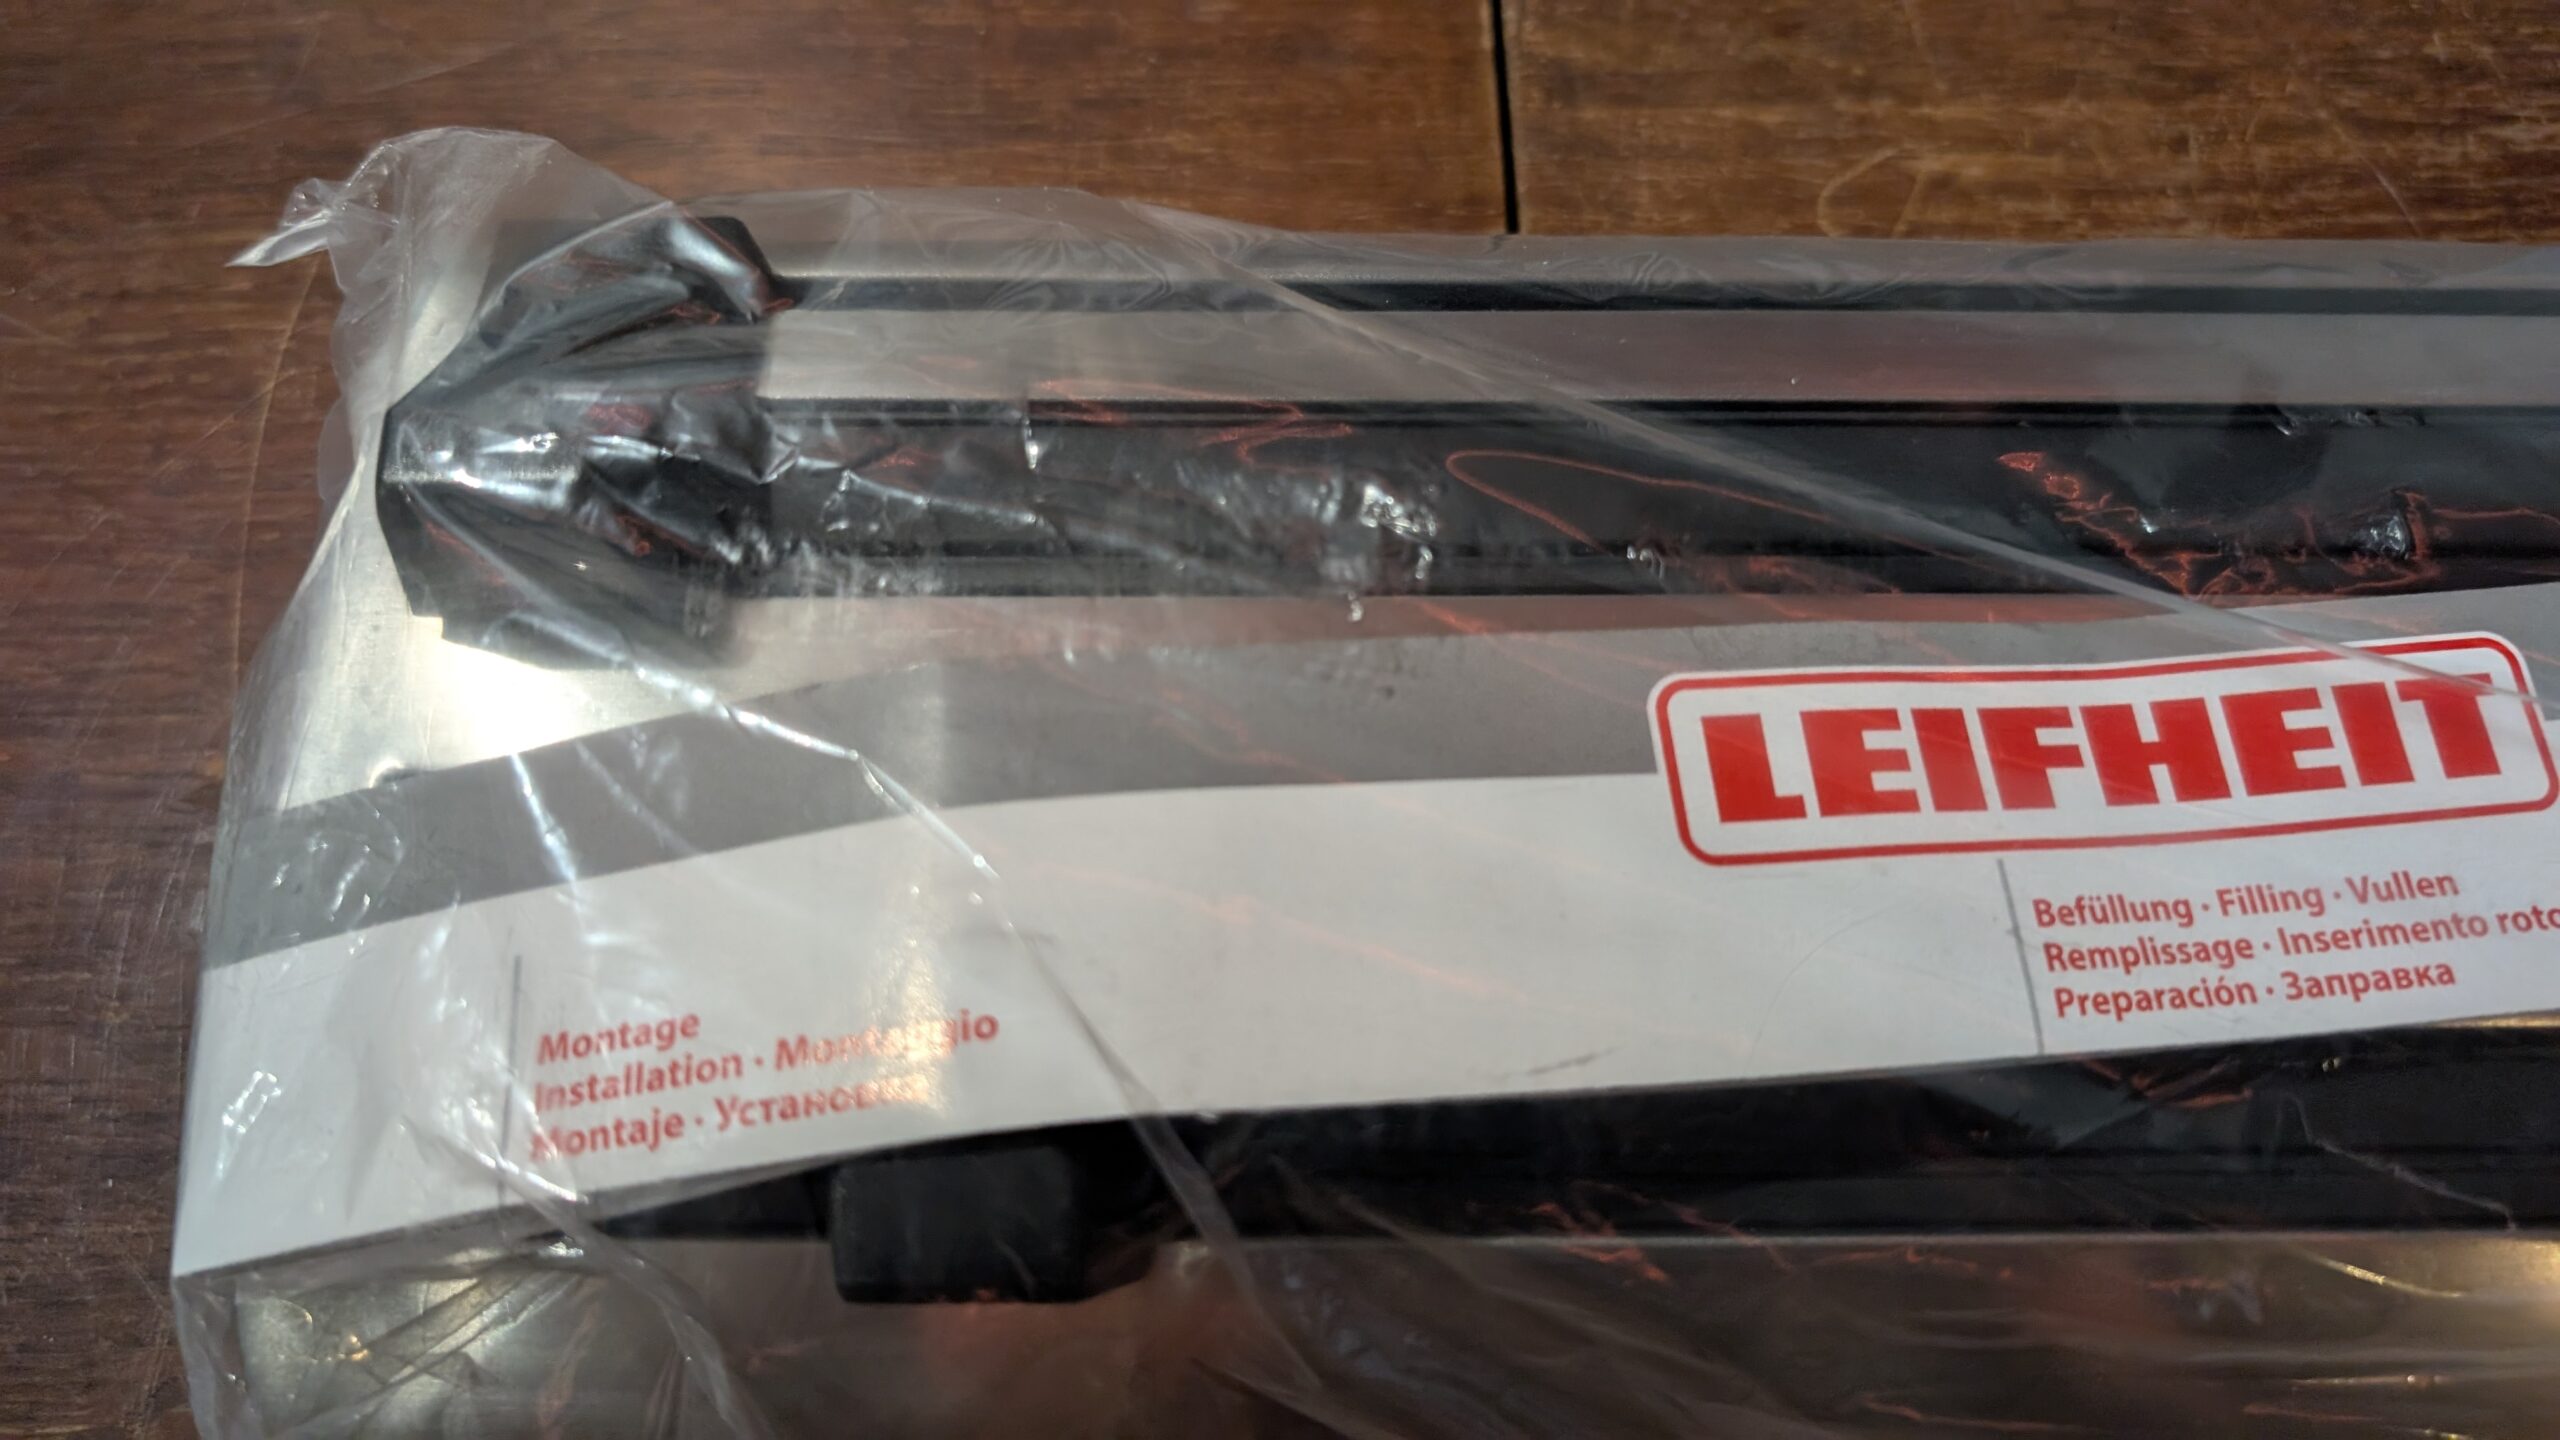 LEIFHEIT
Befüllung · Filling · Vullen
Remplissage · Inserimento roto
Preparación · Заправка
Montage
Installation · Montaggio
Montaje · Установка